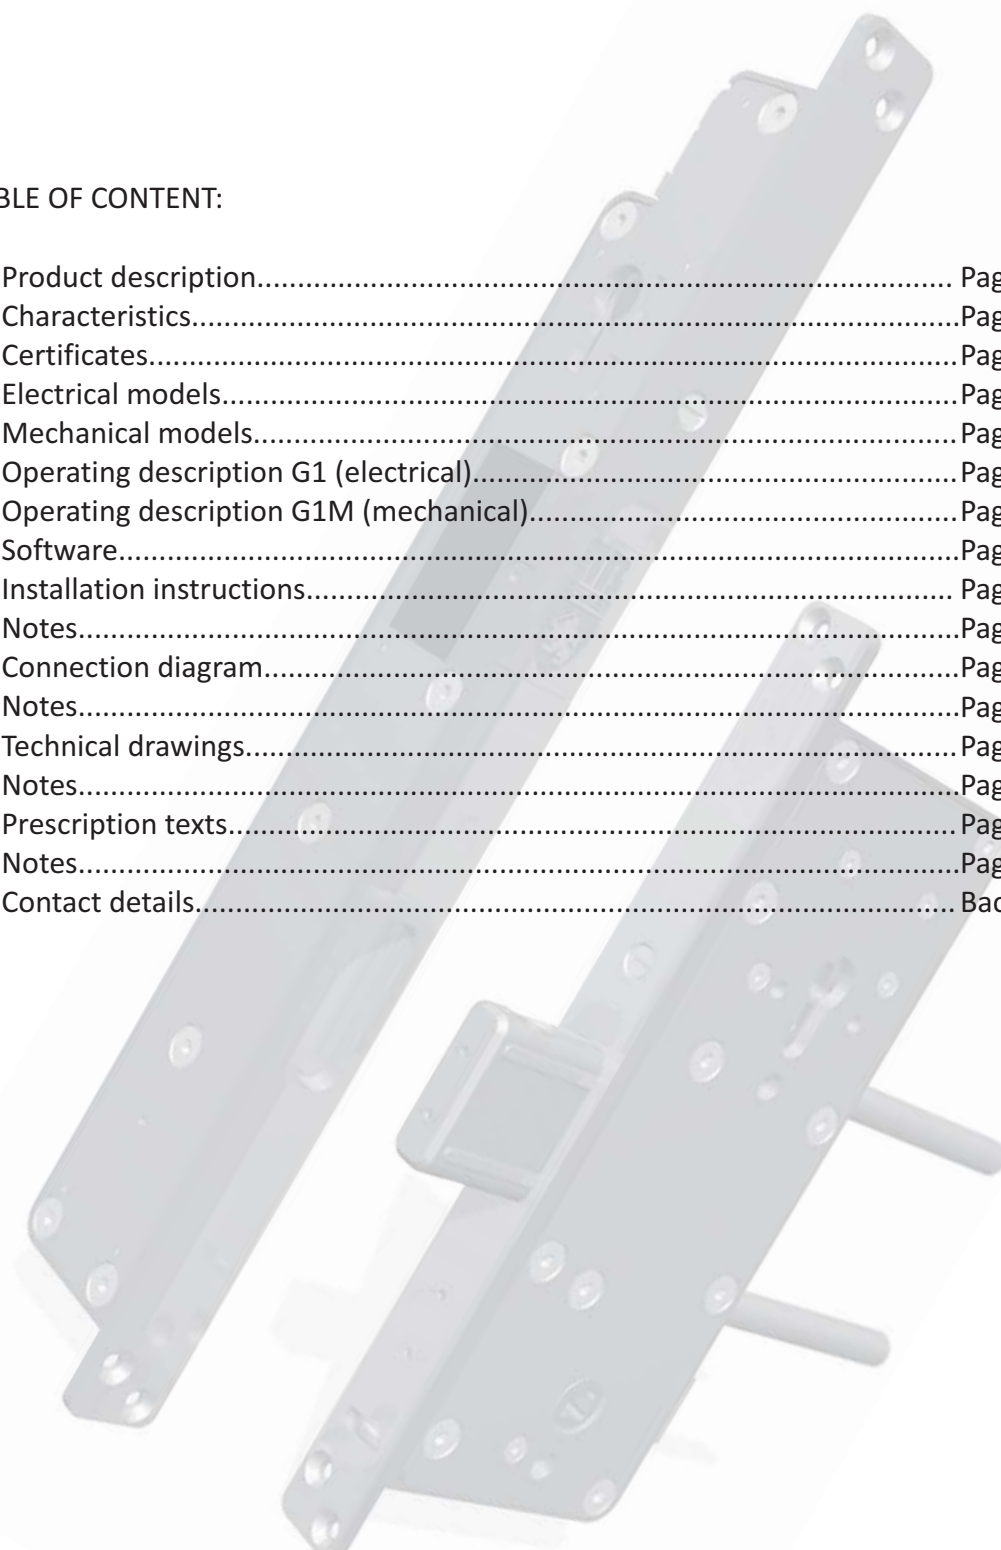 BLE OF CONTENT:
Product description.................................................................................... Pag
Characteristics.............................................................................................Pag
Certificates...................................................................................................Pag
Electrical models..........................................................................................Pag
Mechanical models......................................................................................Pag
Operating description G1 (electrical)...........................................................Pag
Operating description G1M (mechanical)....................................................Pag
Software.......................................................................................................Pag
Installation instructions................................................................................ Pag
Notes............................................................................................................Pag
Connection diagram.....................................................................................Pag
Notes............................................................................................................Pag
Technical drawings.......................................................................................Pag
Notes............................................................................................................Pag
Prescription texts.........................................................................................Pag
Notes............................................................................................................Pag
Contact details............................................................................................. Bac